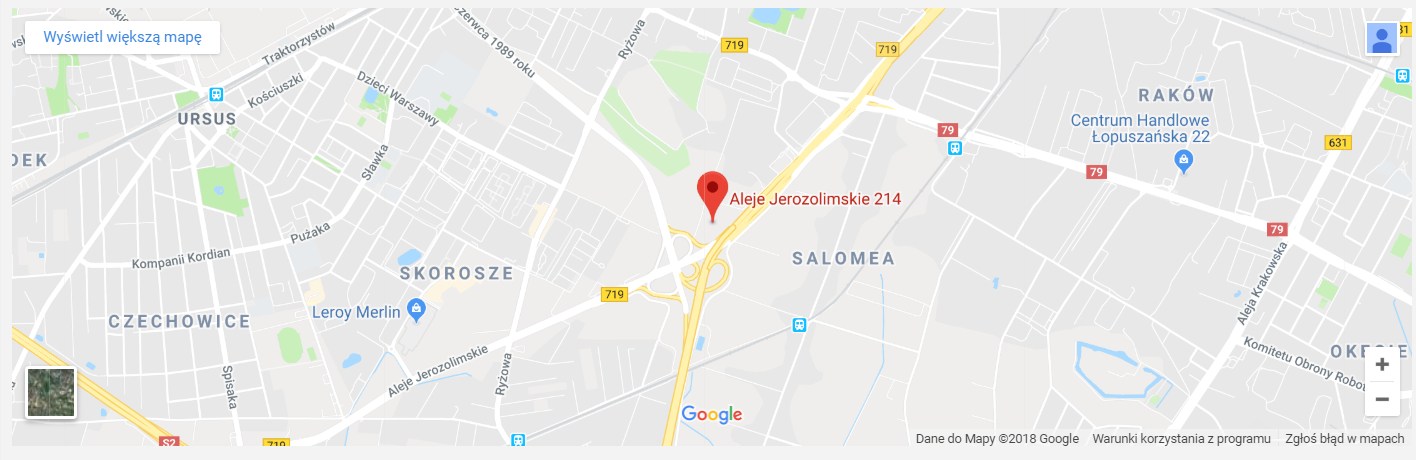 Wyświetl większą mapę
Traktorzystów
czerwca 1989 roku
Ryżowa
719
719
631
Kościuszki
Dzieci Warszawy
URSUS
RAKÓW
Centrum Handlowe
Łopuszańska 22
79
631
Sławka
79
Aleje Jerozolimskie 214
Pużaka
79
Kompanii Kordian
SKOROSZE
SALOMEA
Aleja Krakowska
719
Leroy Merlin
CZECHOWICE
Komitetu Obrony Robot
Aleje Jerozolimskie
Ryżowa
Spisaka
Google
S2
719
Dane do Mapy ©2018 Google
Warunki korzystania z programu
Zgłoś błąd w mapach